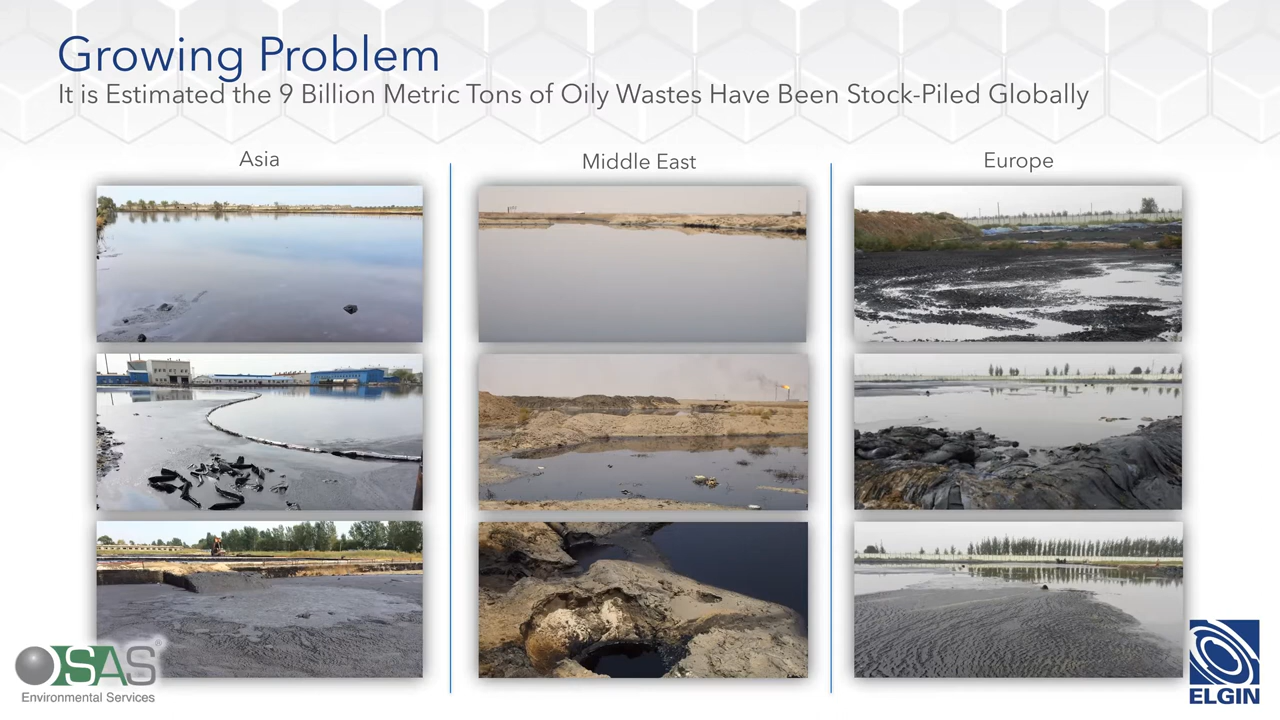 Growing Problem
It is Estimated the 9 Billion Metric Tons of Oily Wastes Have Been Stock-Piled Globally
Asia
Middle East
Europe
SAS®
Environmental Services
ELGIN